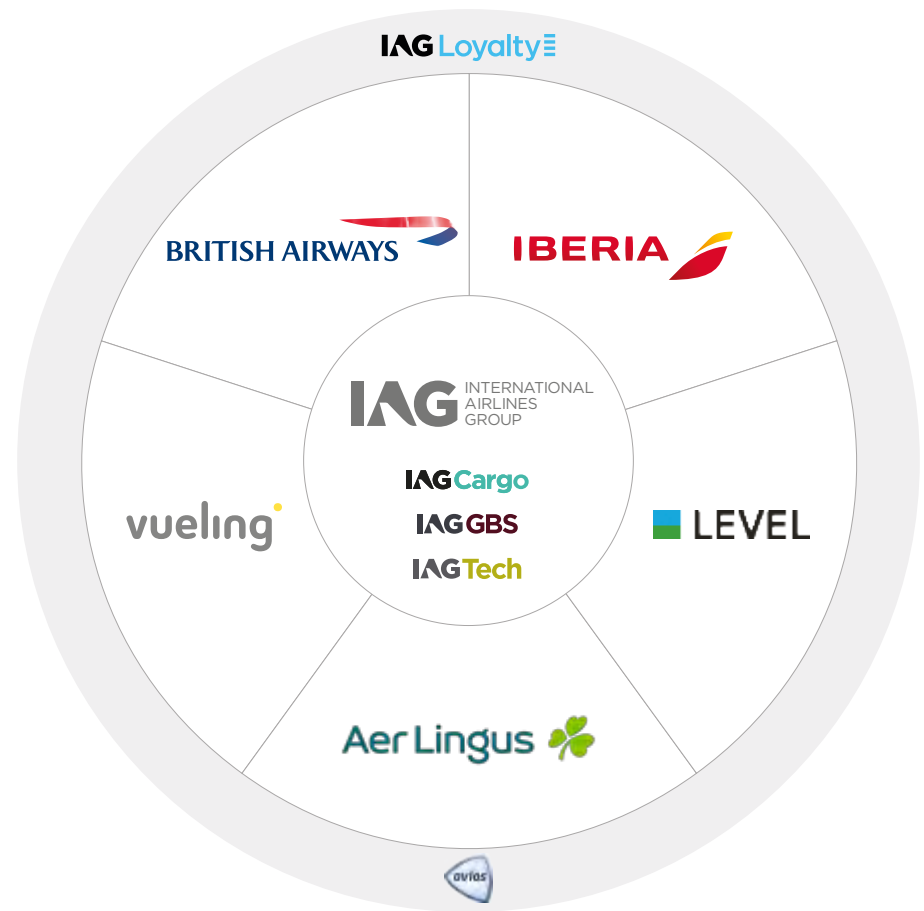 IAG Loyalty
BRITISH AIRWAYS
IBERIA
IAG INTERNATIONAL
AIRLINES
GROUP
IAG Cargo
IAG GBS
IAG Tech
vueling
LEVEL
Aer Lingus
avios